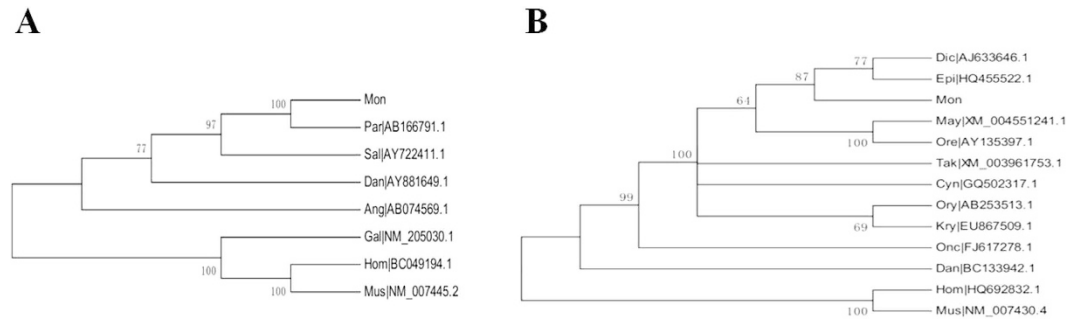 A
100
Mon
97
Par|AB166791.1
77
Sal|AY722411.1
Dan|AY881649.1
Ang|AB074569.1
Gal|NM_205030.1
100
Hom|BC049194.1
100
Mus|NM_007445.2
B
77
Dic|AJ633646.1
87
Epi|HQ455522.1
64
Mon
May|XM_004551241.1
100
Ore|AY135397.1
100
Tak|XM_003961753.1
Cyn|GQ502317.1
99
Ory|AB253513.1
69
Kry|EU867509.1
Onc|FJ617278.1
Dan|BC133942.1
Hom|HQ692832.1
100
Mus|NM_007430.4